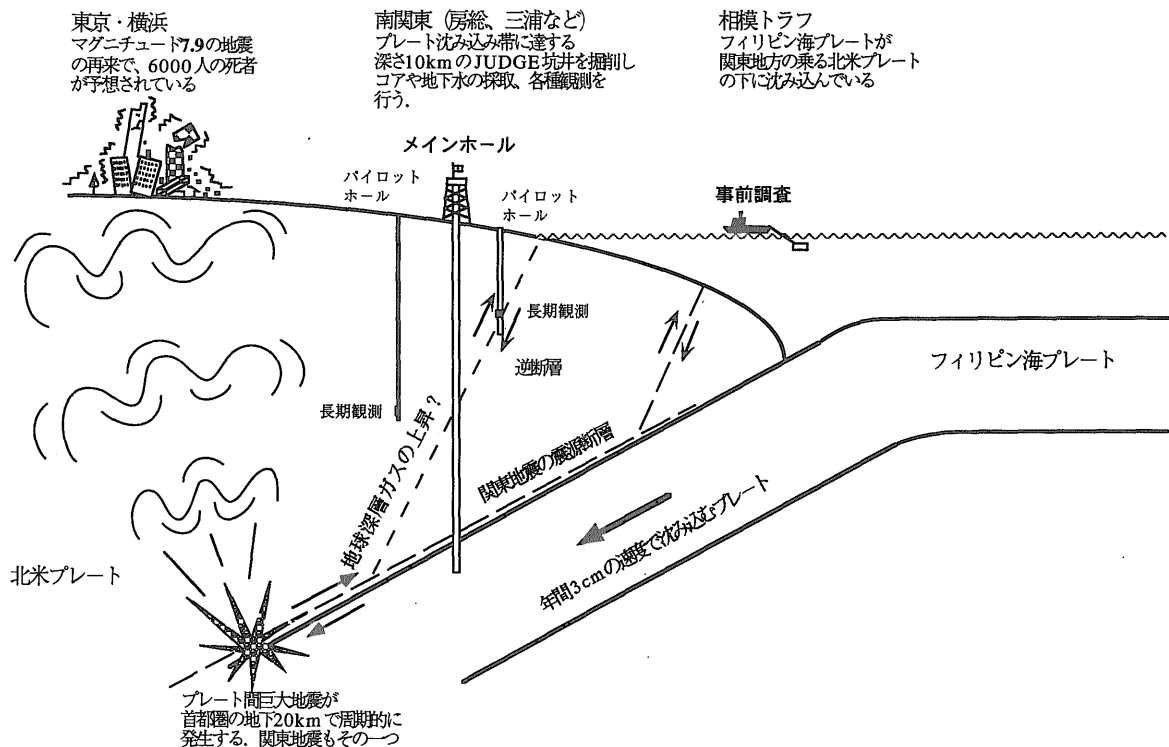 東京・横浜
マグニチュード7.9の地震
の再来で、6000人の死者
が予想されている
南関東(房総、三浦など)
プレート沈み込み帯に達する
深さ10kmのJUDGE坑井を掘削し
コアや地下水の採取、各種観測を
行う.
相模トラフ
フィリピン海プレートが
関東地方の乗る北米プレート
の下に沈み込んでいる
メインホール
パイロット
ホール
パイロット
ホール
事前調査
長期観測
逆断層
フィリピン海プレート
長期観測
地球深層ガスの上昇?
関東地震の震源断層
年間3cmの速度で沈み込むプレート
北米プレート
プレート間巨大地震が
首都圏の地下20kmで周期的に
発生する. 関東地震もその一つ